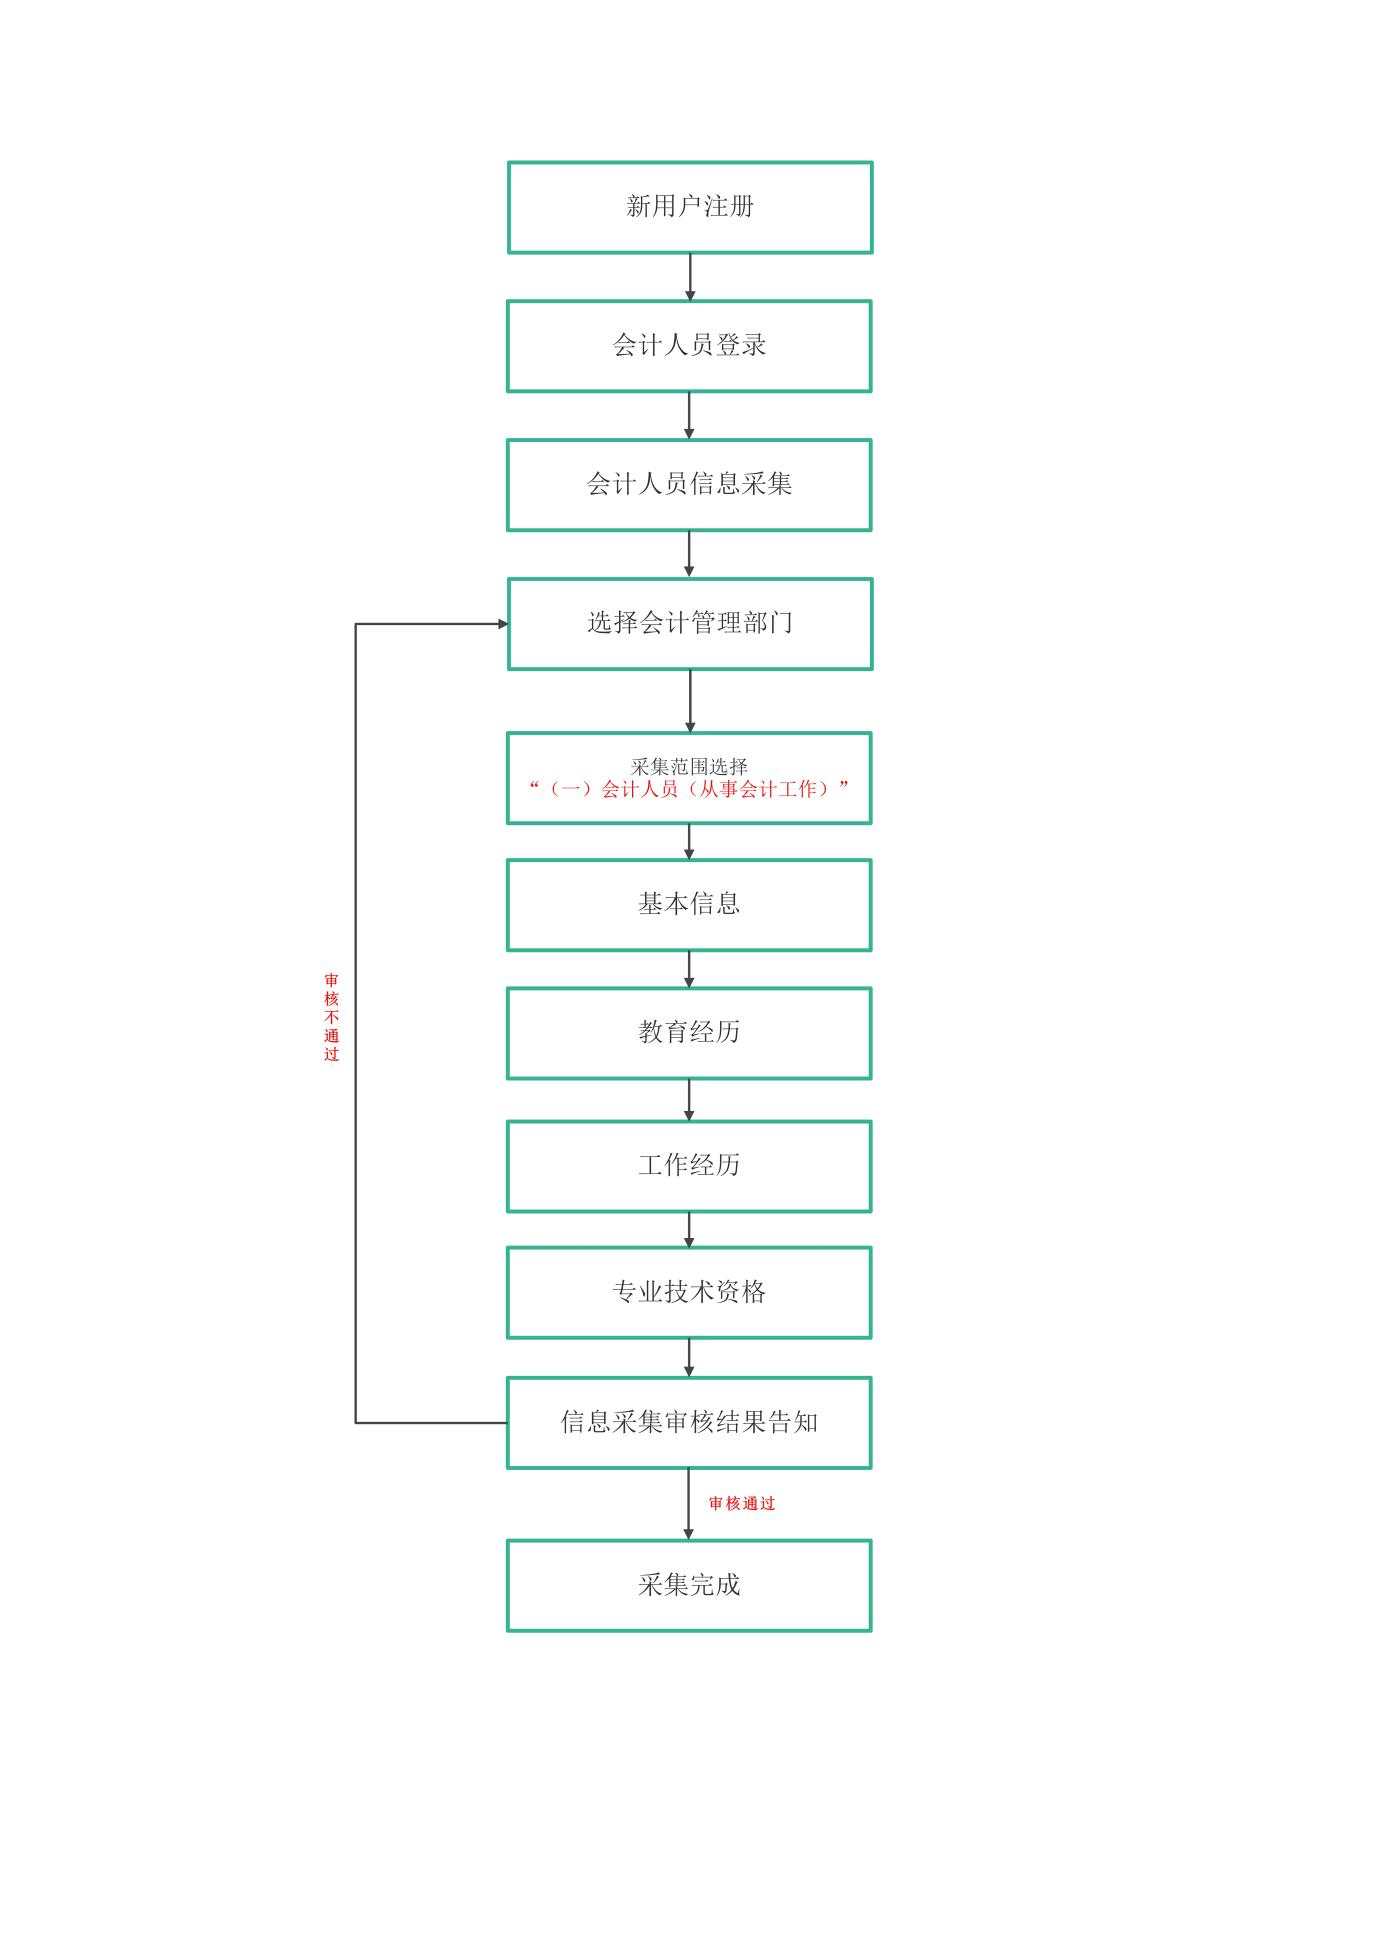 新用户注册
会计人员登录
会计人员信息采集
选择会计管理部门
采集范围选择
“（一）会计人员（从事会计工作）”
基本信息
审核不通过
教育经历
工作经历
专业技术资格
信息采集审核结果告知
审核通过
采集完成